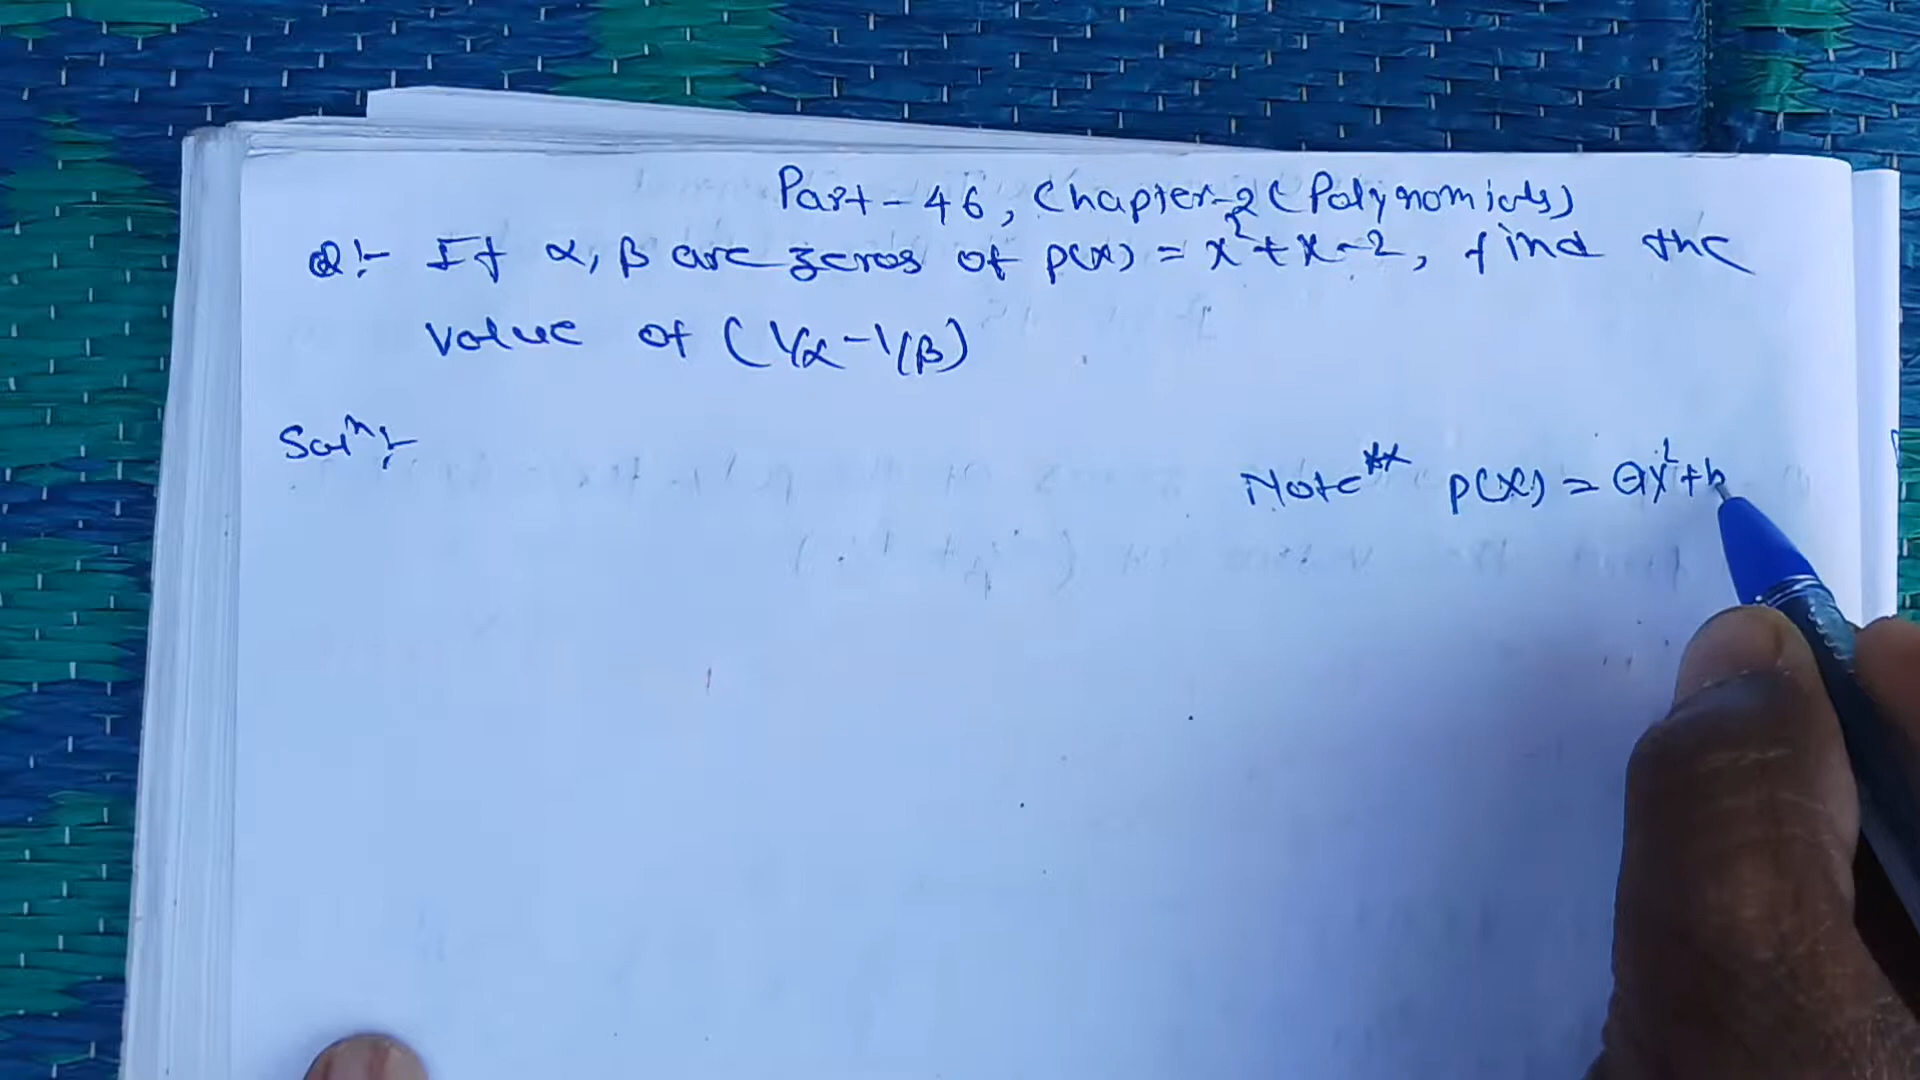 Part - 46, Chapter-2 (Polynomials)
Q:- If α, β are zeros of p(x) = x²+x-2, find the
value of (1/α - 1/β)
Solⁿ:-
Note** p(x) = ax²+b